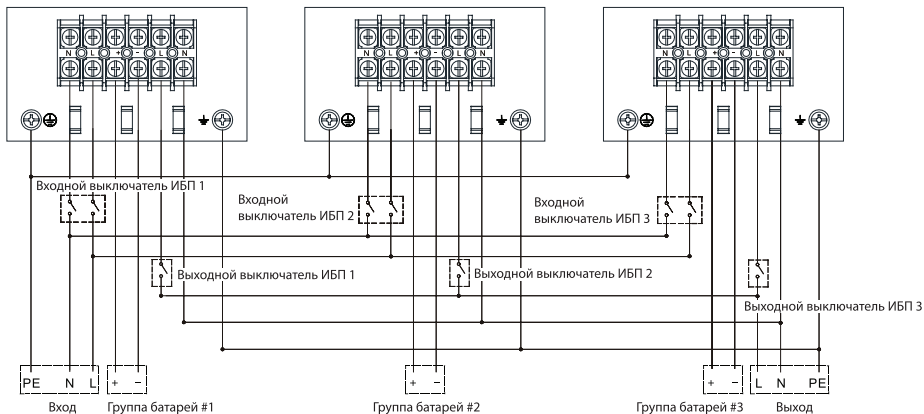 N L + - L N
N L + - L N
N L + - L N
Входной выключатель ИБП 1
Входной
выключатель ИБП 2
Входной
выключатель ИБП 3
Выходной выключатель ИБП 1
Выходной выключатель ИБП 2
Выходной выключатель ИБП 3
PE N L
+ -
+ -
+ -
L N PE
Вход
Группа батарей #1
Группа батарей #2
Группа батарей #3
Выход